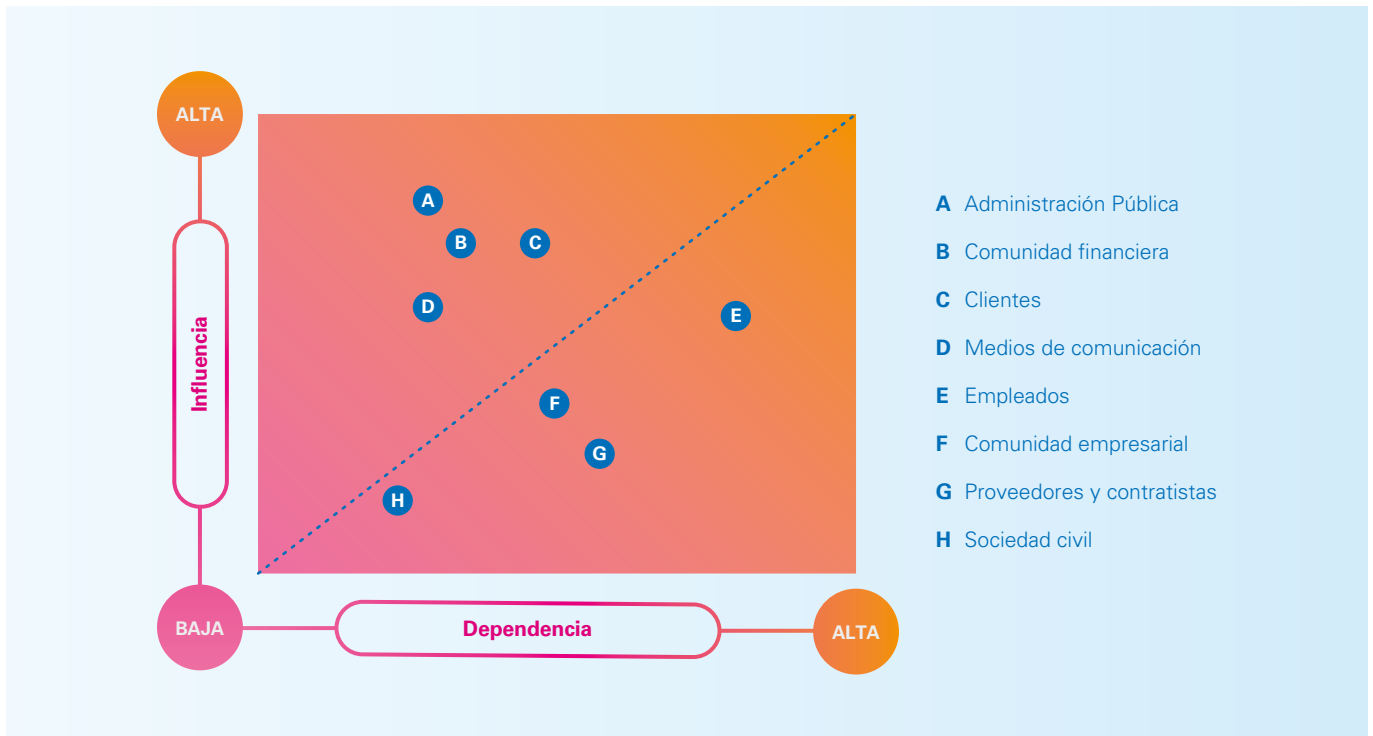 ALTA
Influencia
BAJA
Dependencia
ALTA
A
B
C
D
E
F
G
H
A Administración Pública
B Comunidad financiera
C Clientes
D Medios de comunicación
E Empleados
F Comunidad empresarial
G Proveedores y contratistas
H Sociedad civil